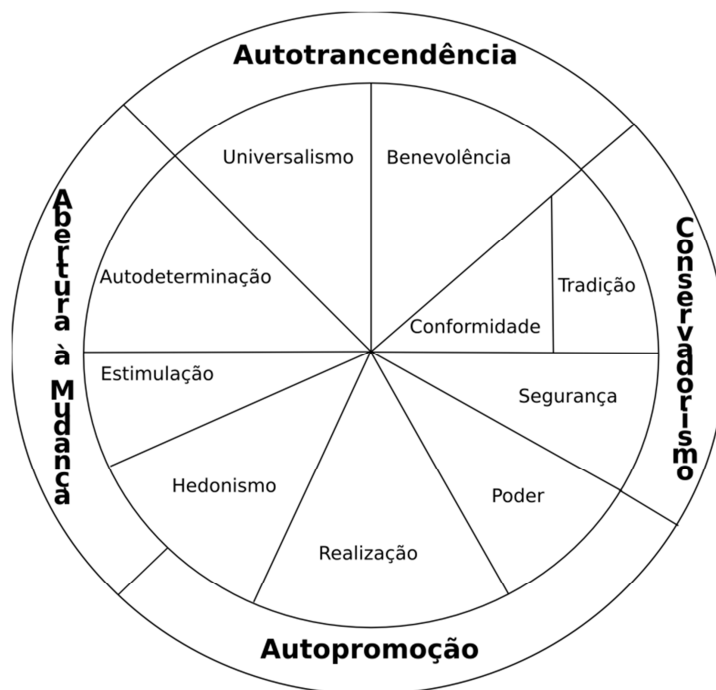 Autotrancendência
Universalismo
Benevolência
Abertura à Mudança
Autodeterminação
Conformidade
Tradição
Conservadorismo
Estimulação
Segurança
Hedonismo
Poder
Realização
Autopromoção